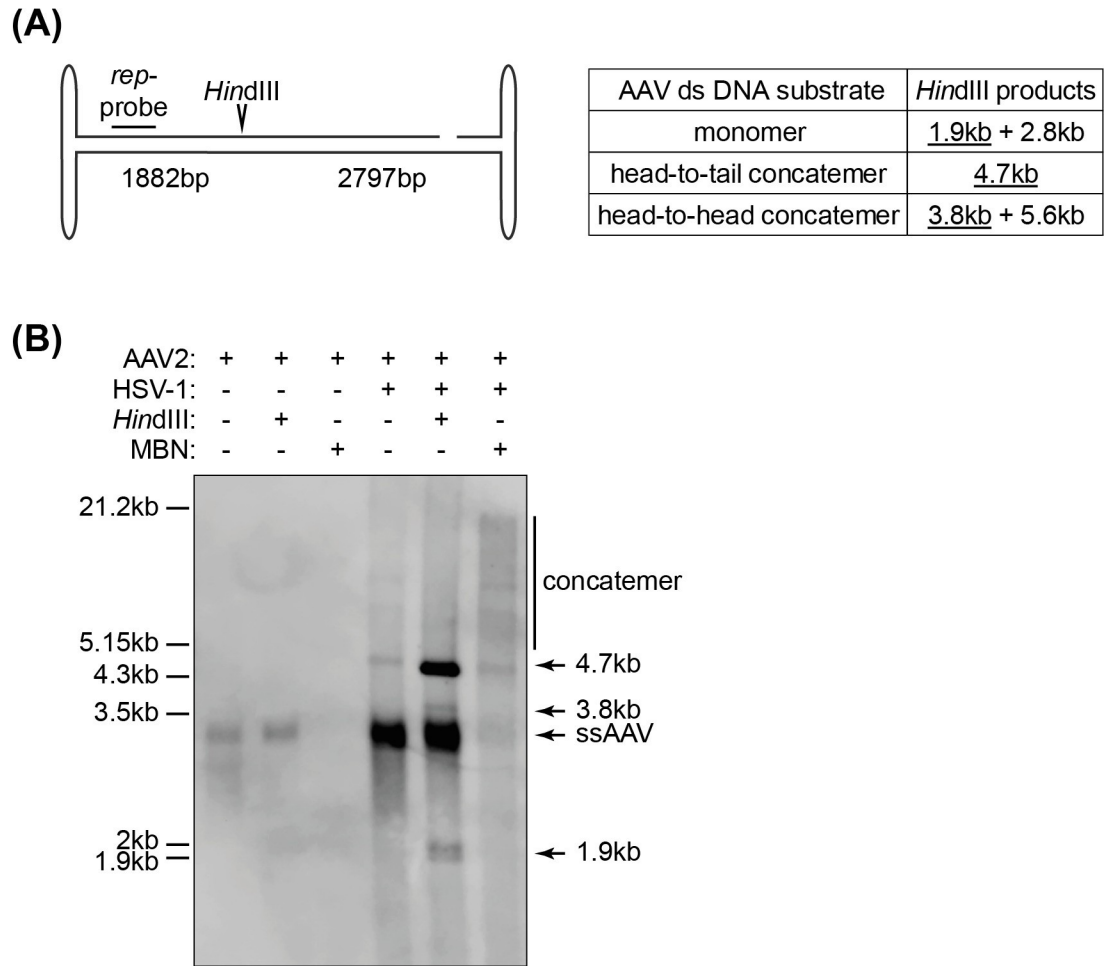 (A)
rep-
probe
HindIII
1882bp
2797bp
AAV ds DNA substrate HindIII products
monomer 1.9kb + 2.8kb
head-to-tail concatemer 4.7kb
head-to-head concatemer 3.8kb + 5.6kb
(B)
AAV2: + + + + + +
HSV-1: - - - + + +
HindIII: - + - - + -
MBN: - - + - - +
21.2kb
5.15kb
4.3kb
3.5kb
2kb
1.9kb
concatemer
4.7kb
3.8kb
ssAAV
1.9kb